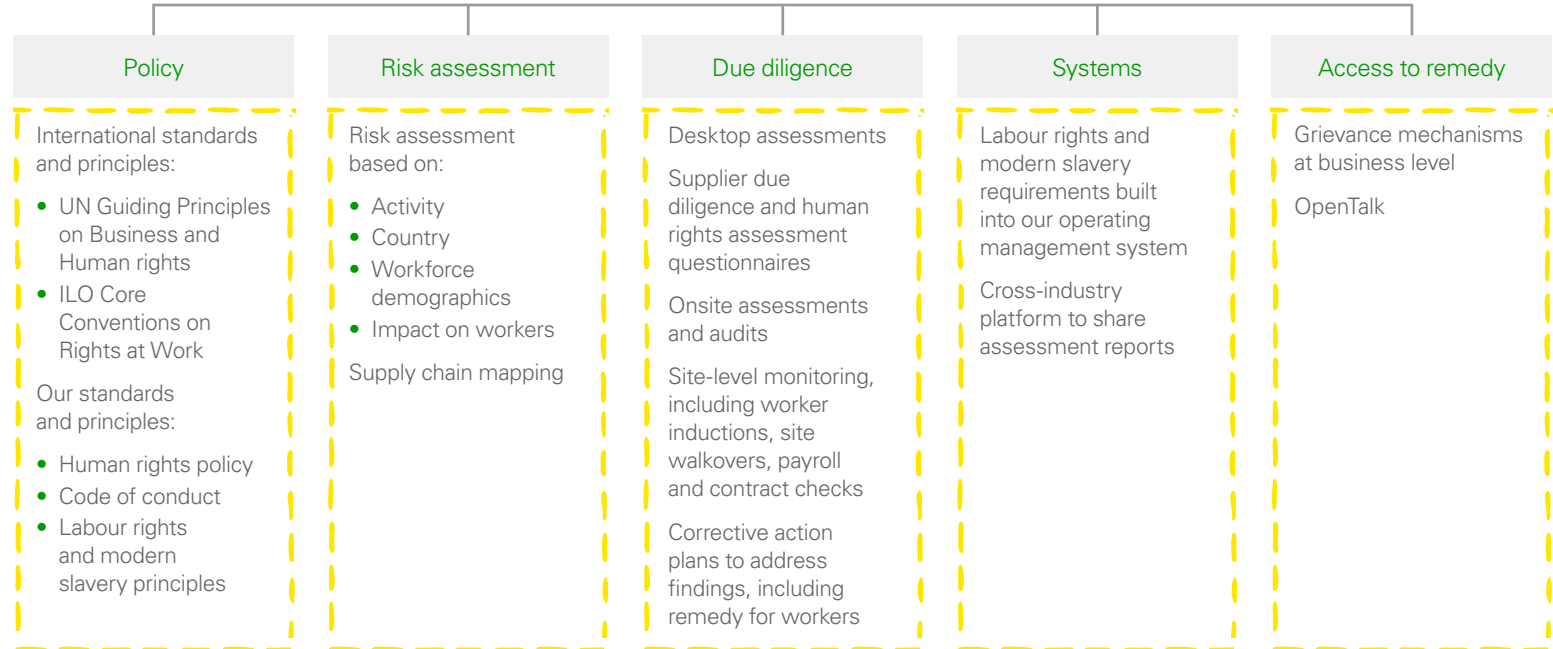 Policy
International standards
and principles:
• UN Guiding Principles
on Business and
Human rights
• ILO Core
Conventions on
Rights at Work
Our standards
and principles:
• Human rights policy
• Code of conduct
• Labour rights
and modern
slavery principles
Risk assessment
Risk assessment
based on:
• Activity
• Country
• Workforce
demographics
• Impact on workers
Supply chain mapping
Due diligence
Desktop assessments
Supplier due
diligence and human
rights assessment
questionnaires
Onsite assessments
and audits
Site-level monitoring,
including worker
inductions, site
walkovers, payroll
and contract checks
Corrective action
plans to address
findings, including
remedy for workers
Systems
Labour rights and
modern slavery
requirements built
into our operating
management system
Cross-industry
platform to share
assessment reports
Access to remedy
Grievance mechanisms
at business level
OpenTalk